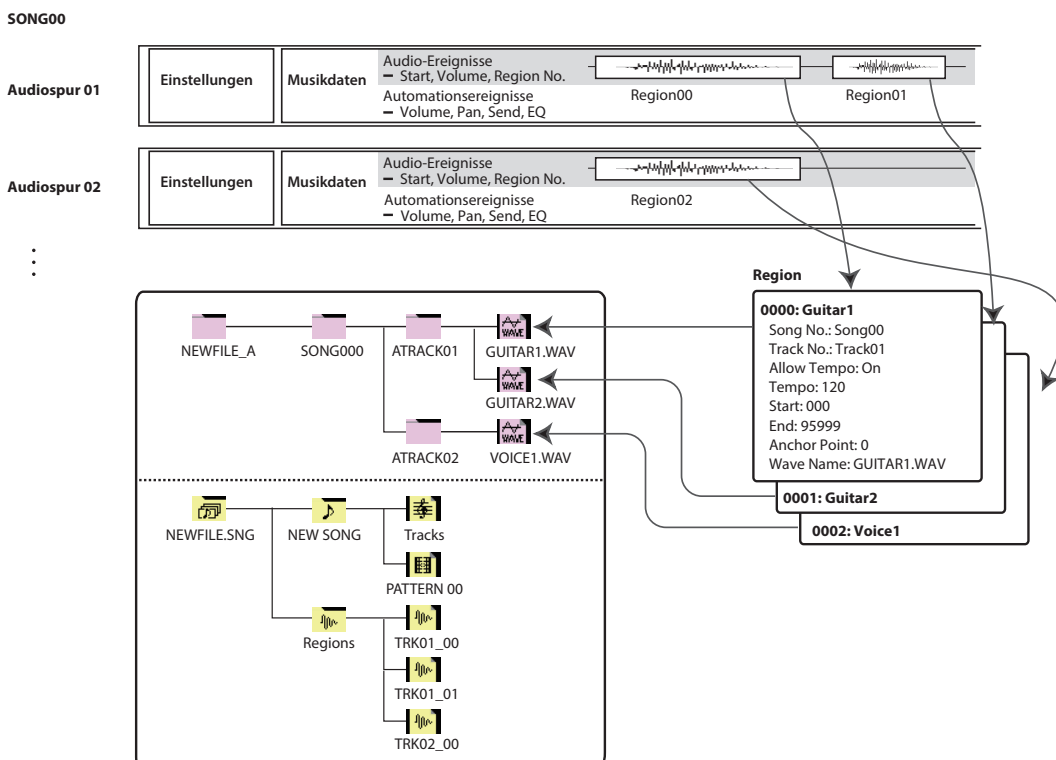 SONG00
Audiospur 01
Einstellungen
Musikdaten
Audio-Ereignisse
– Start, Volume, Region No.
Automationsereignisse
– Volume, Pan, Send, EQ
Region00
Region01
Audiospur 02
Einstellungen
Musikdaten
Audio-Ereignisse
– Start, Volume, Region No.
Automationsereignisse
– Volume, Pan, Send, EQ
Region02
Region
0000: Guitar1
Song No.: Song00
Track No.: Track01
Allow Tempo: On
Tempo: 120
Start: 000
End: 95999
Anchor Point: 0
Wave Name: GUITAR1.WAV
0001: Guitar2
0002: Voice1
NEWFILE_A
SONG000
ATRACK01
WAVE
GUITAR1.WAV
WAVE
GUITAR2.WAV
ATRACK02
WAVE
VOICE1.WAV
NEWFILE.SNG
NEW SONG
Tracks
PATTERN 00
Regions
TRK01_00
TRK01_01
TRK02_00